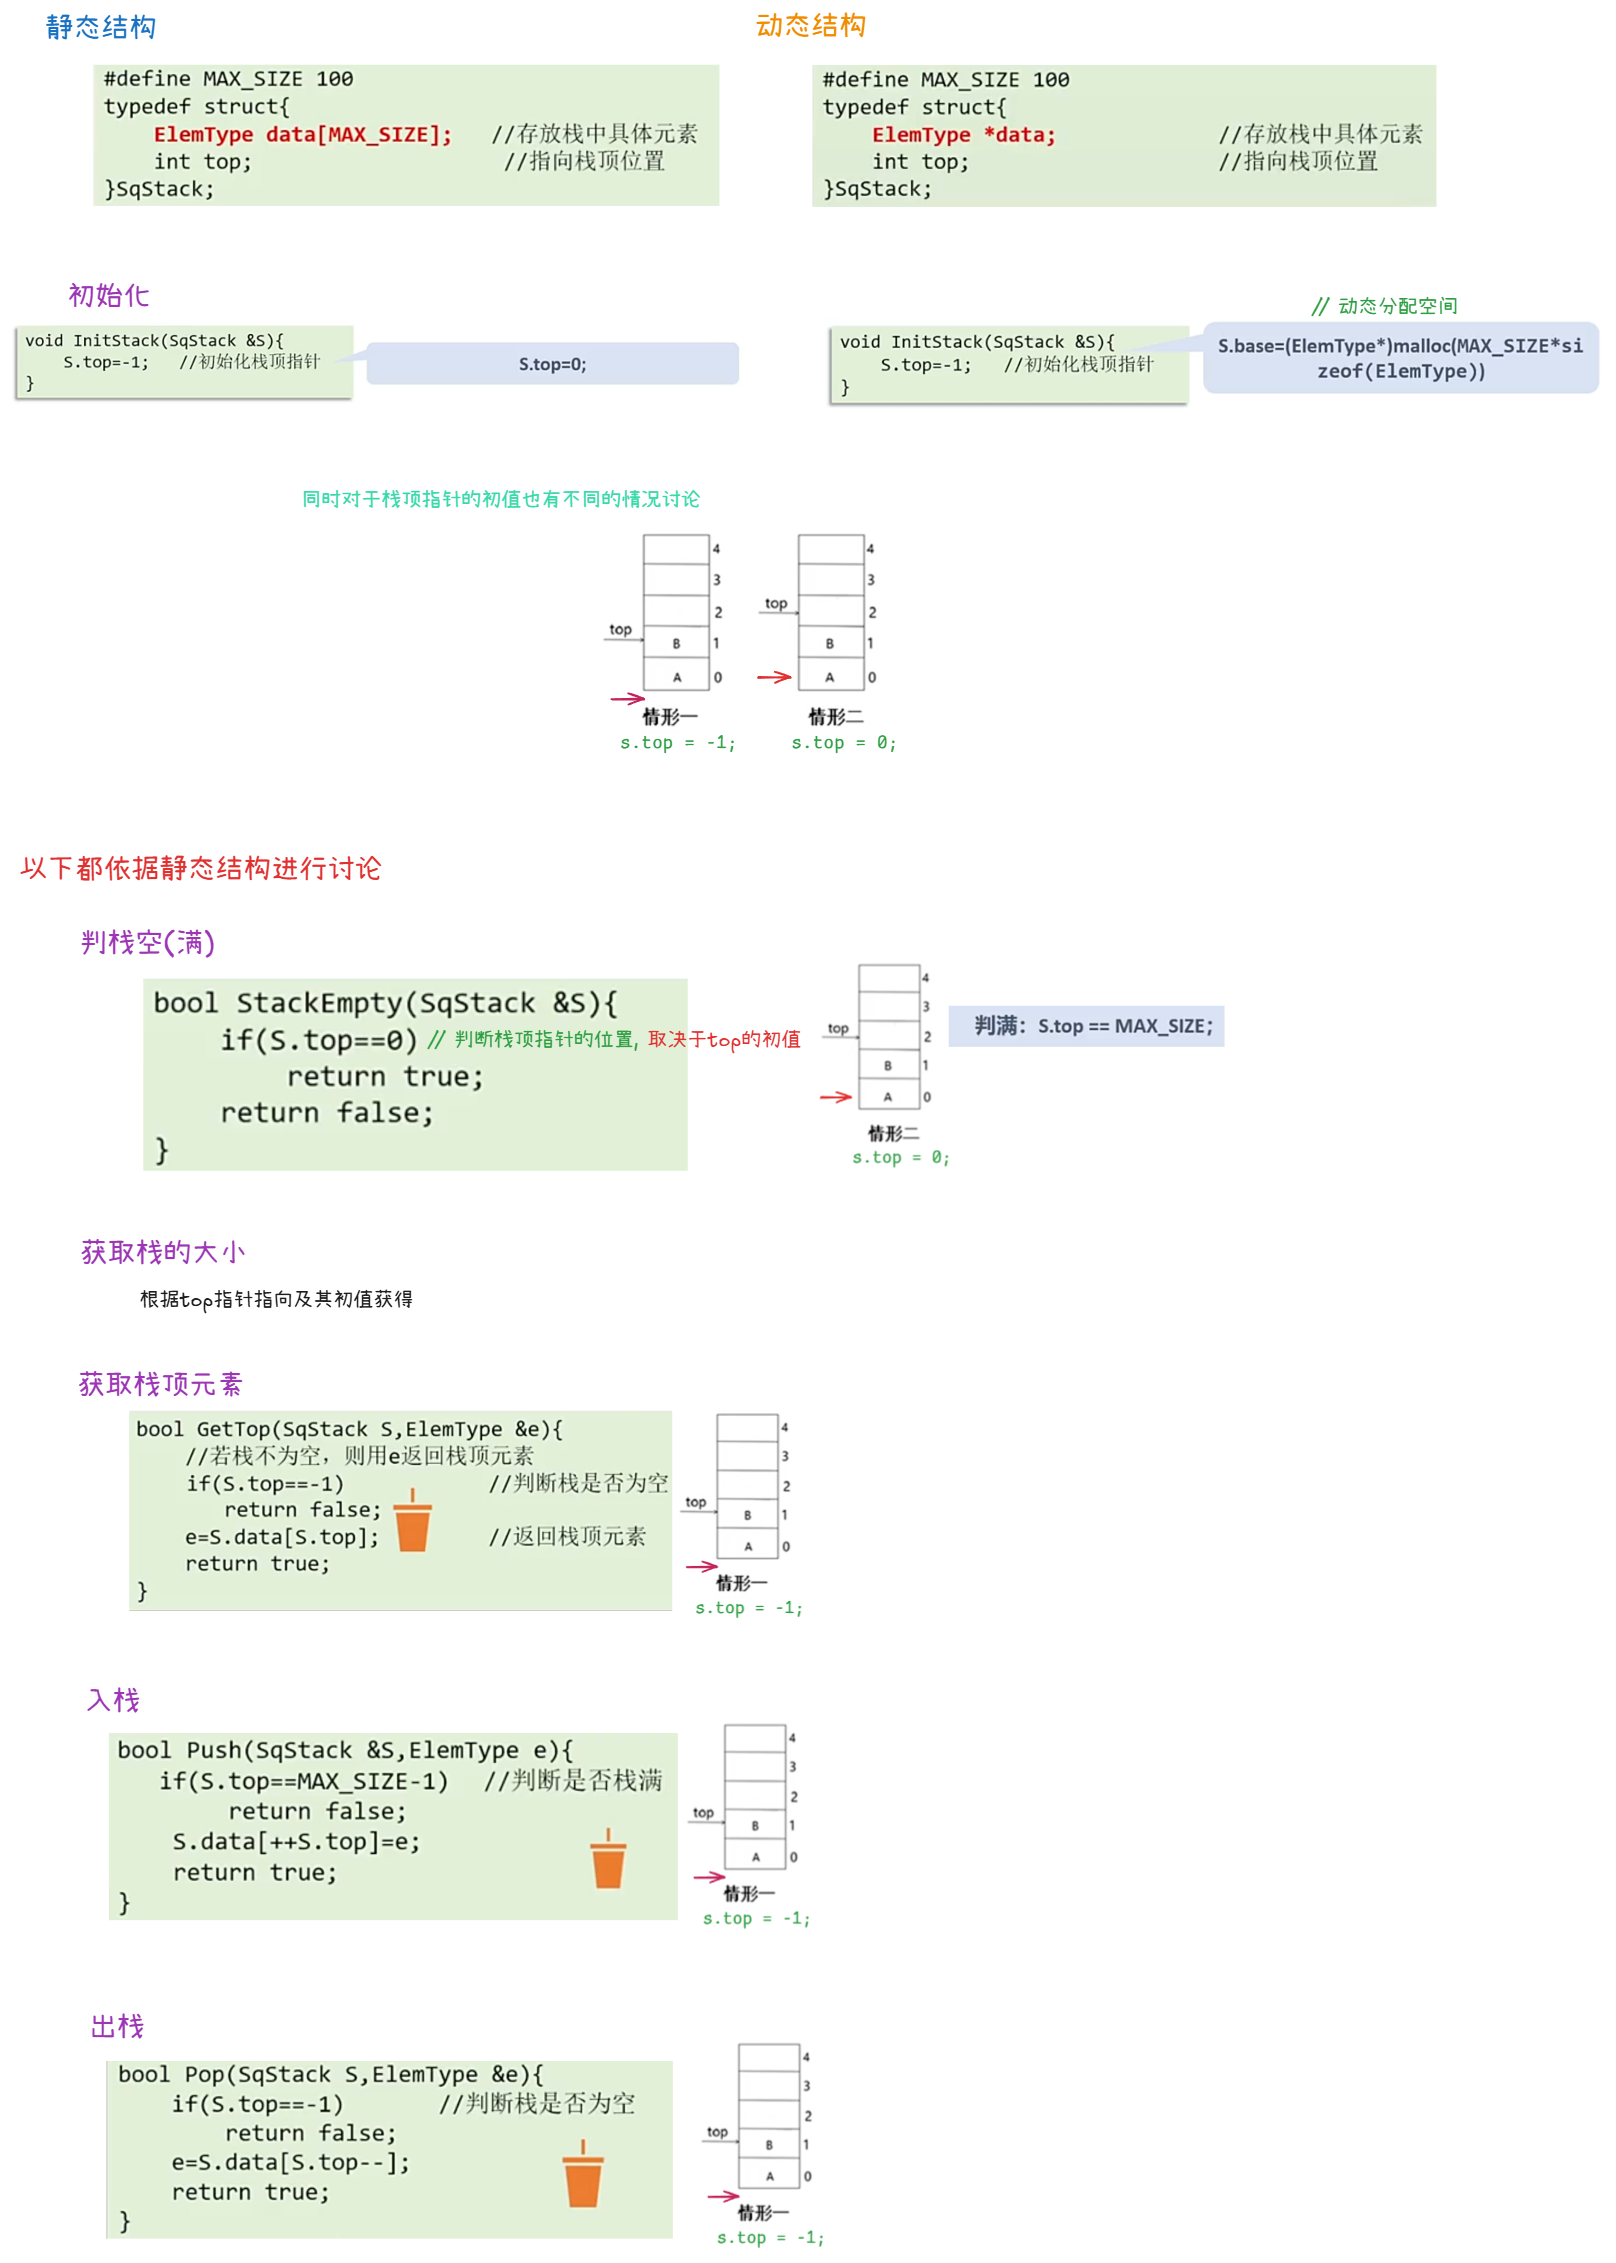 静态结构
动态结构
#define MAX_SIZE 100
typedef struct{
ElemType data[MAX_SIZE]; //存放栈中具体元素
int top; //指向栈顶位置
}SqStack;
#define MAX_SIZE 100
typedef struct{
ElemType *data; //存放栈中具体元素
int top; //指向栈顶位置
}SqStack;
初始化
void InitStack(SqStack &S){
S.top=-1; //初始化栈顶指针
}
S.top=0;
// 动态分配空间
void InitStack(SqStack &S){
S.top=-1; //初始化栈顶指针
}
S.base=(ElemType*)malloc(MAX_SIZE*si
zeof(ElemType))
同时对于栈顶指针的初值也有不同的情况讨论
4
3
2
top
B 1
A 0
情形一
s.top = -1;
4
3
top
2
B 1
A 0
情形二
s.top = 0;
以下都依据静态结构进行讨论
判栈空(满)
bool StackEmpty(SqStack &S){
if(S.top==0) // 判断栈顶指针的位置, 取决于top的初值
return true;
return false;
}
4
3
top
2
B 1
A 0
情形二
s.top = 0;
判满：S.top == MAX_SIZE;
获取栈的大小
根据top指针指向及其初值获得
获取栈顶元素
bool GetTop(SqStack S,ElemType &e){
//若栈不为空，则用e返回栈顶元素
if(S.top==-1) //判断栈是否为空
return false;
e=S.data[S.top]; //返回栈顶元素
return true;
}
4
3
2
top
B 1
A 0
情形一
s.top = -1;
入栈
bool Push(SqStack &S,ElemType e){
if(S.top==MAX_SIZE-1) //判断是否栈满
return false;
S.data[++S.top]=e;
return true;
}
4
3
2
top
B 1
A 0
情形一
s.top = -1;
出栈
bool Pop(SqStack S,ElemType &e){
if(S.top==-1) //判断栈是否为空
return false;
e=S.data[S.top--];
return true;
}
4
3
2
top
B 1
A 0
情形一
s.top = -1;